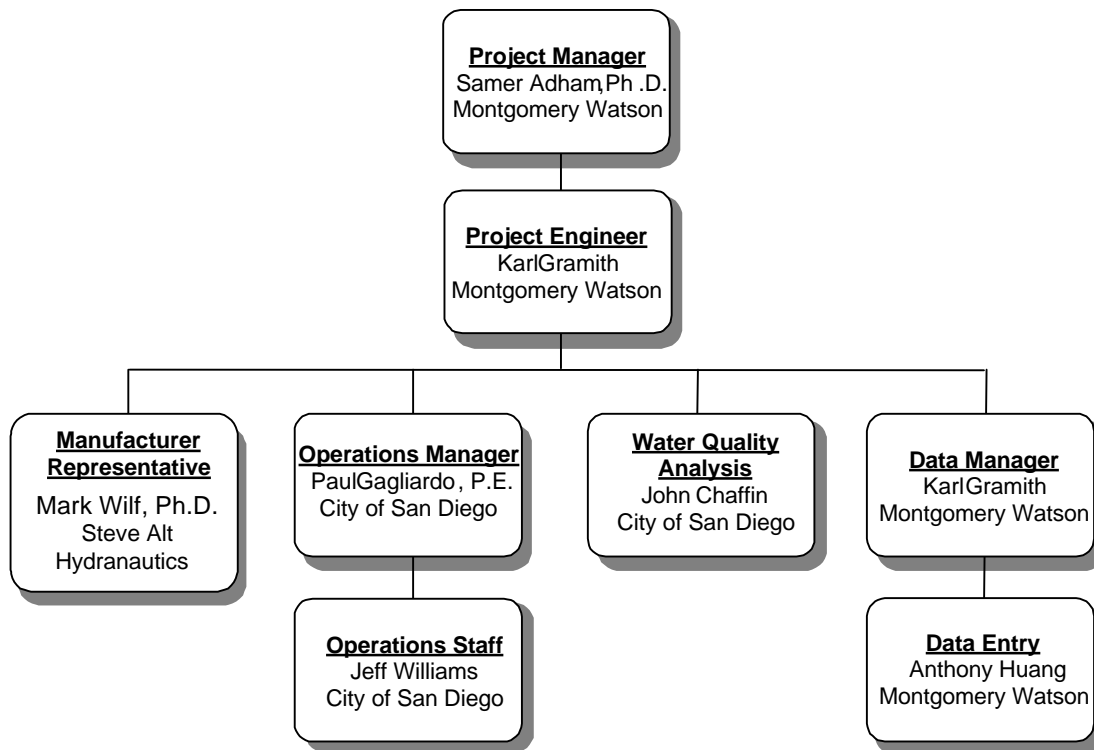 Project Manager
Samer Adham,Ph .D.
Montgomery Watson
Project Engineer
KarlGramith
Montgomery Watson
Manufacturer
Representative
Mark Wilf, Ph.D.
Steve Alt
Hydranautics
Operations Manager
PaulGagliardo , P.E.
City of San Diego
Water Quality
Analysis
John Chaffin
City of San Diego
Data Manager
KarlGramith
Montgomery Watson
Operations Staff
Jeff Williams
City of San Diego
Data Entry
Anthony Huang
Montgomery Watson